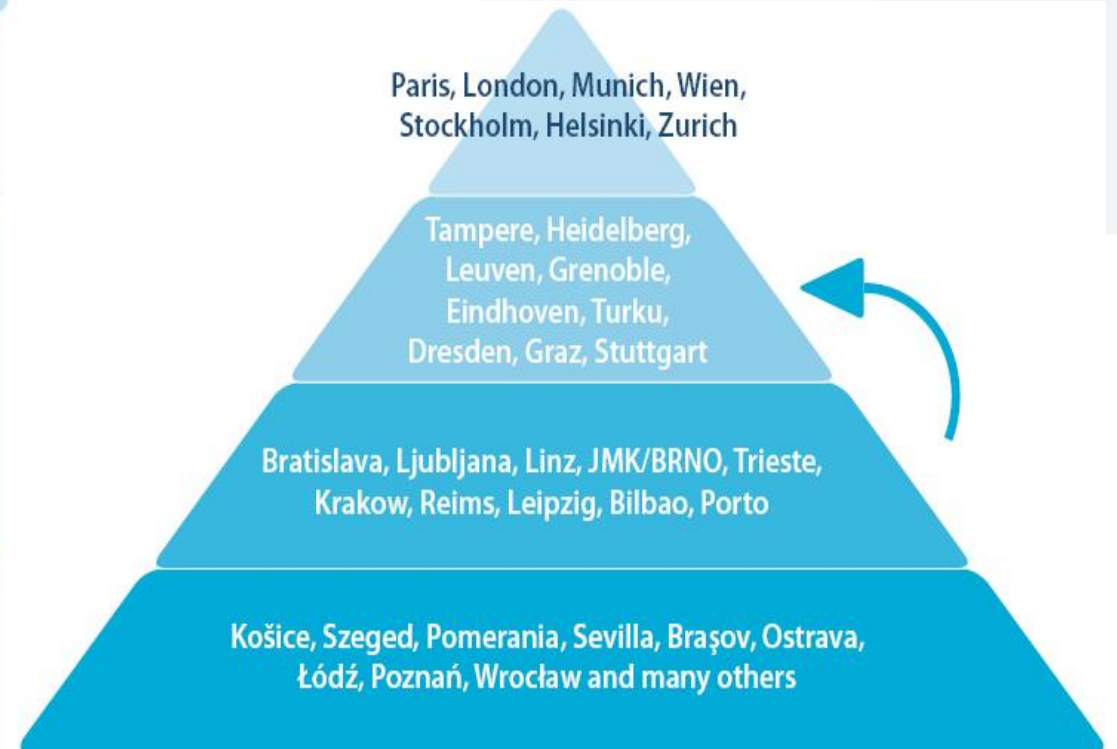 Paris, London, Munich, Wien,
Stockholm, Helsinki, Zurich
Tampere, Heidelberg,
Leuven, Grenoble,
Eindhoven, Turku,
Dresden, Graz, Stuttgart
Bratislava, Ljubljana, Linz, JMK/BRNO, Trieste,
Krakow, Reims, Leipzig, Bilbao, Porto
Košice, Szeged, Pomerania, Sevilla, Braşov, Ostrava,
Łódź, Poznań, Wrocław and many others